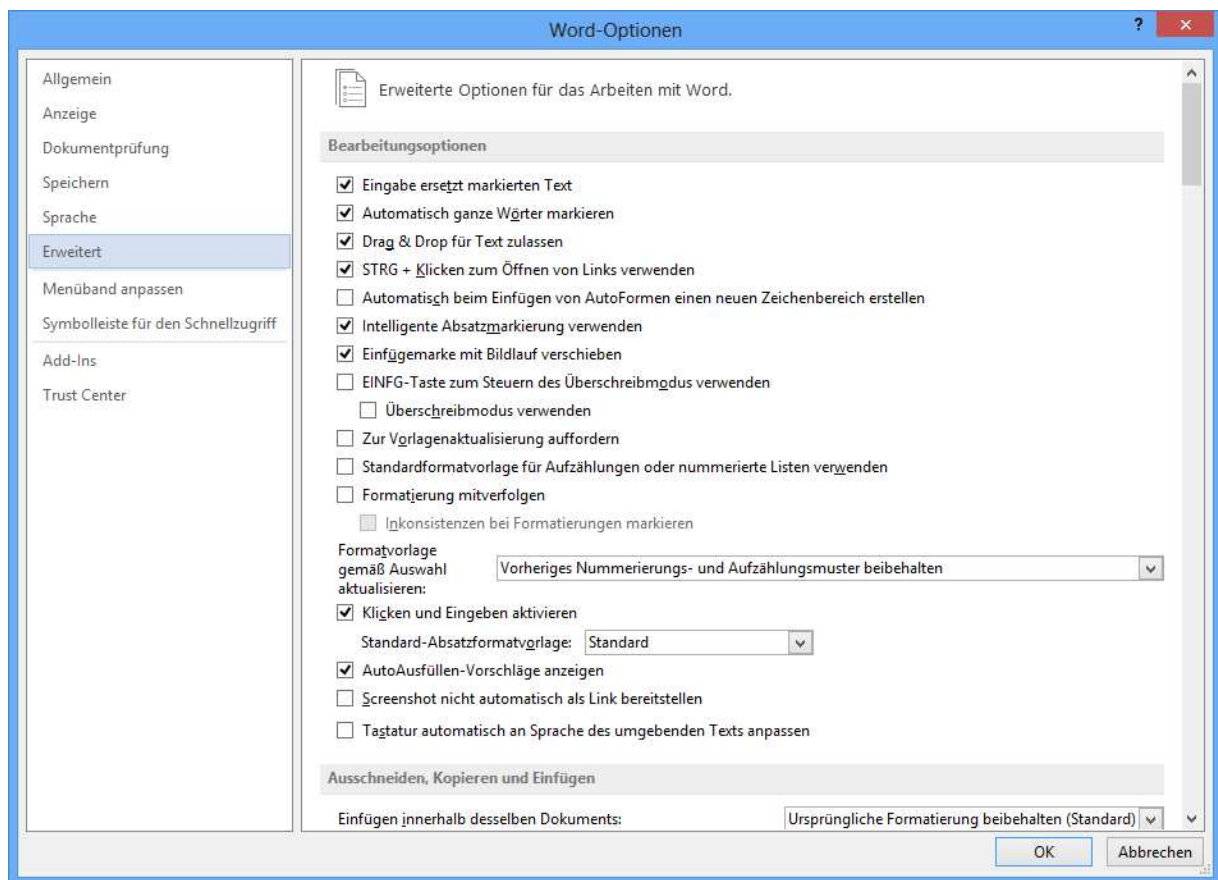 Word-Optionen
?
Allgemein
Anzeige
Dokumentprüfung
Speichern
Sprache
Erweitert
Menüband anpassen
Symbolleiste für den Schnellzugriff
Add-Ins
Trust Center
Erweiterte Optionen für das Arbeiten mit Word.
Bearbeitungsoptionen
Eingabe ersetzt markierten Text
Automatisch ganze Wörter markieren
Drag & Drop für Text zulassen
STRG + Klicken zum Öffnen von Links verwenden
Automatisch beim Einfügen von AutoFormen einen neuen Zeichenbereich erstellen
Intelligente Absatzmarkierung verwenden
Einfügemarke mit Bildlauf verschieben
EINFG-Taste zum Steuern des Überschreibmodus verwenden
Überschreibmodus verwenden
Zur Vorlagenaktualisierung auffordern
Standardformatvorlage für Aufzählungen oder nummerierte Listen verwenden
Formatierung mitverfolgen
Inkonsistenzen bei Formatierungen markieren
Formatvorlage
gemäß Auswahl
aktualisieren:
Vorheriges Nummerierungs- und Aufzählungsmuster beibehalten
Klicken und Eingeben aktivieren
Standard-Absatzformatvorlage: Standard
AutoAusfüllen-Vorschläge anzeigen
Screenshot nicht automatisch als Link bereitstellen
Tastatur automatisch an Sprache des umgebenden Texts anpassen
Ausschneiden, Kopieren und Einfügen
Einfügen innerhalb desselben Dokuments: Ursprüngliche Formatierung beibehalten (Standard)
OK Abbrechen